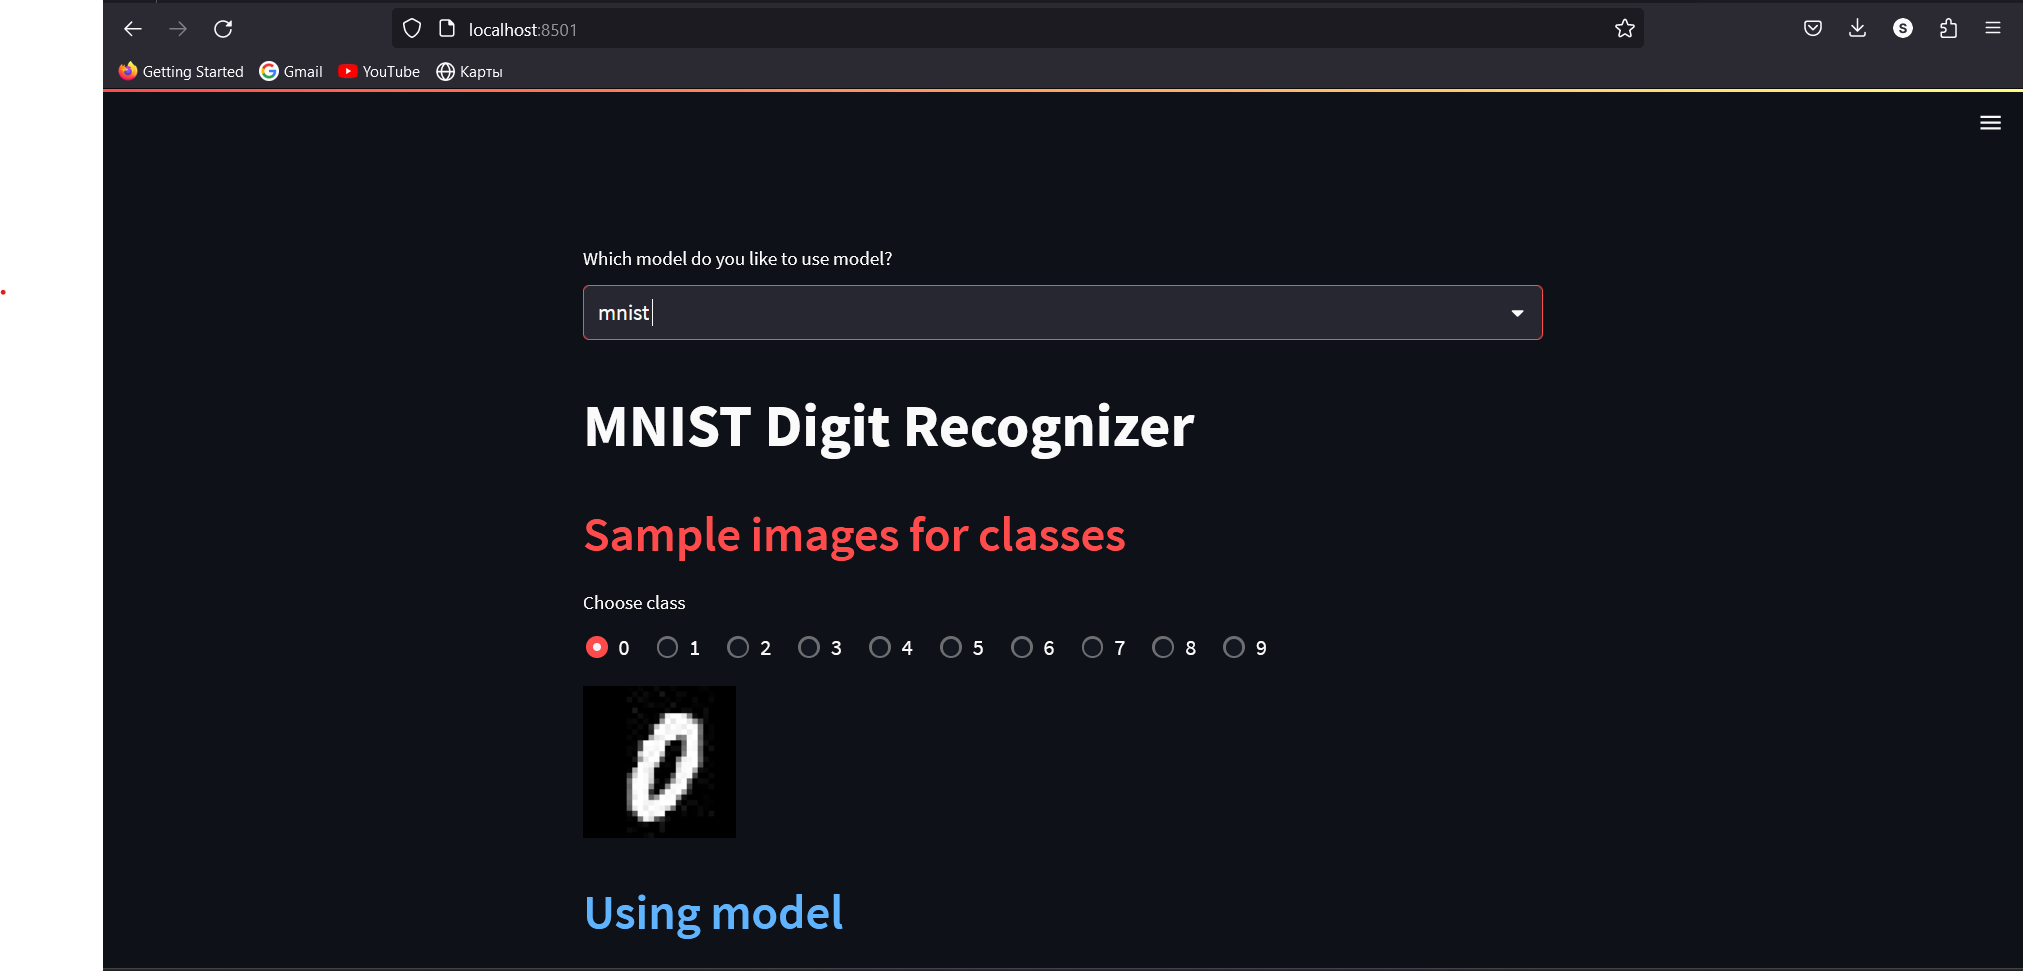 localhost:8501
S
Getting Started Gmail YouTube Карты
Which model do you like to use model?
mnist
MNIST Digit Recognizer
Sample images for classes
Choose class
0 1 2 3 4 5 6 7 8 9
0
Using model